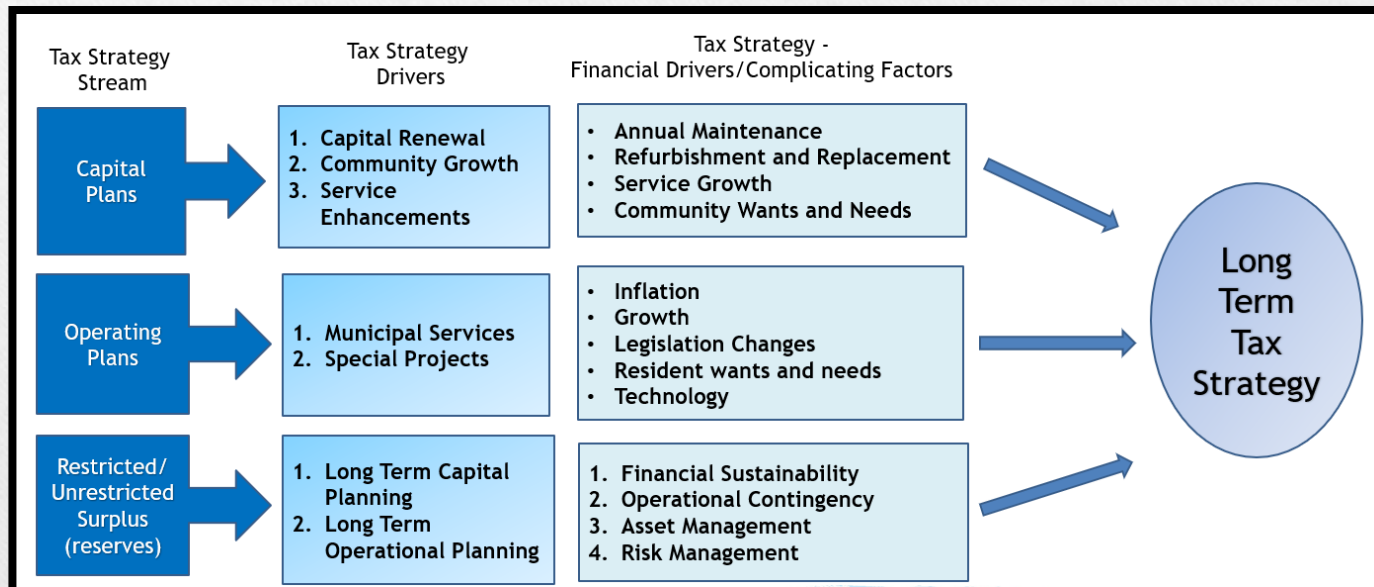 Tax Strategy
Stream
Tax Strategy
Drivers
Tax Strategy -
Financial Drivers/Complicating Factors
Capital
Plans
1. Capital Renewal
2. Community Growth
3. Service
Enhancements
• Annual Maintenance
• Refurbishment and Replacement
• Service Growth
• Community Wants and Needs
Operating
Plans
1. Municipal Services
2. Special Projects
• Inflation
• Growth
• Legislation Changes
• Resident wants and needs
• Technology
Restricted/
Unrestricted
Surplus
(reserves)
1. Long Term Capital
Planning
2. Long Term
Operational Planning
1. Financial Sustainability
2. Operational Contingency
3. Asset Management
4. Risk Management
Long
Term
Tax
Strategy